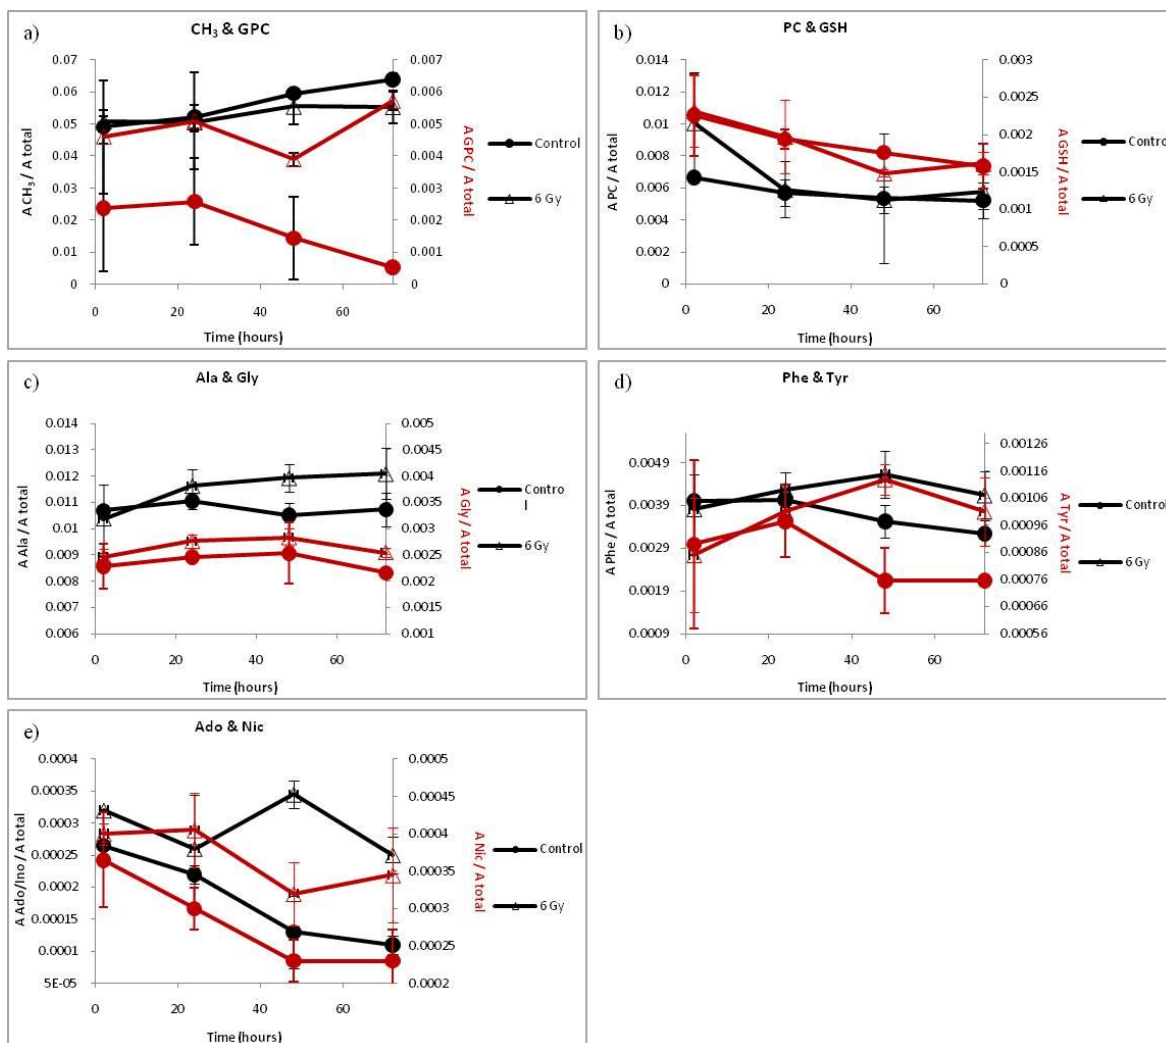 a)
CH₃ & GPC
0.07
0.06
0.05
0.04
0.03
0.02
0.01
0
A CH₃ / A total
0.007
0.006
0.005
0.004
0.003
0.002
0.001
0
A GPC / A total
0 20 40 60
Time (hours)
Control
6 Gy
b)
PC & GSH
0.014
0.012
0.01
0.008
0.006
0.004
0.002
0
A PC / A total
0.003
0.0025
0.002
0.0015
0.001
0.0005
0
A GSH / A total
0 20 40 60
Time (hours)
Control
6 Gy
c)
Ala & Gly
0.014
0.013
0.012
0.011
0.01
0.009
0.008
0.007
0.006
A Ala / A total
0.005
0.0045
0.004
0.0035
0.003
0.0025
0.002
0.0015
0.001
A Gly / A total
0 20 40 60
Time (hours)
Contro
l
6 Gy
d)
Phe & Tyr
0.0049
0.0039
0.0029
0.0019
0.0009
A Phe / A total
0.00126
0.00116
0.00106
0.00096
0.00086
0.00076
0.00066
0.00056
A Tyr / A total
0 20 40 60
Time (hours)
Control
6 Gy
e)
Ado & Nic
0.0004
0.00035
0.0003
0.00025
0.0002
0.00015
0.0001
5E-05
A Ado/Ino / A total
0.0005
0.00045
0.0004
0.00035
0.0003
0.00025
0.0002
A Nic / A total
0 20 40 60
Time (hours)
Control
6 Gy